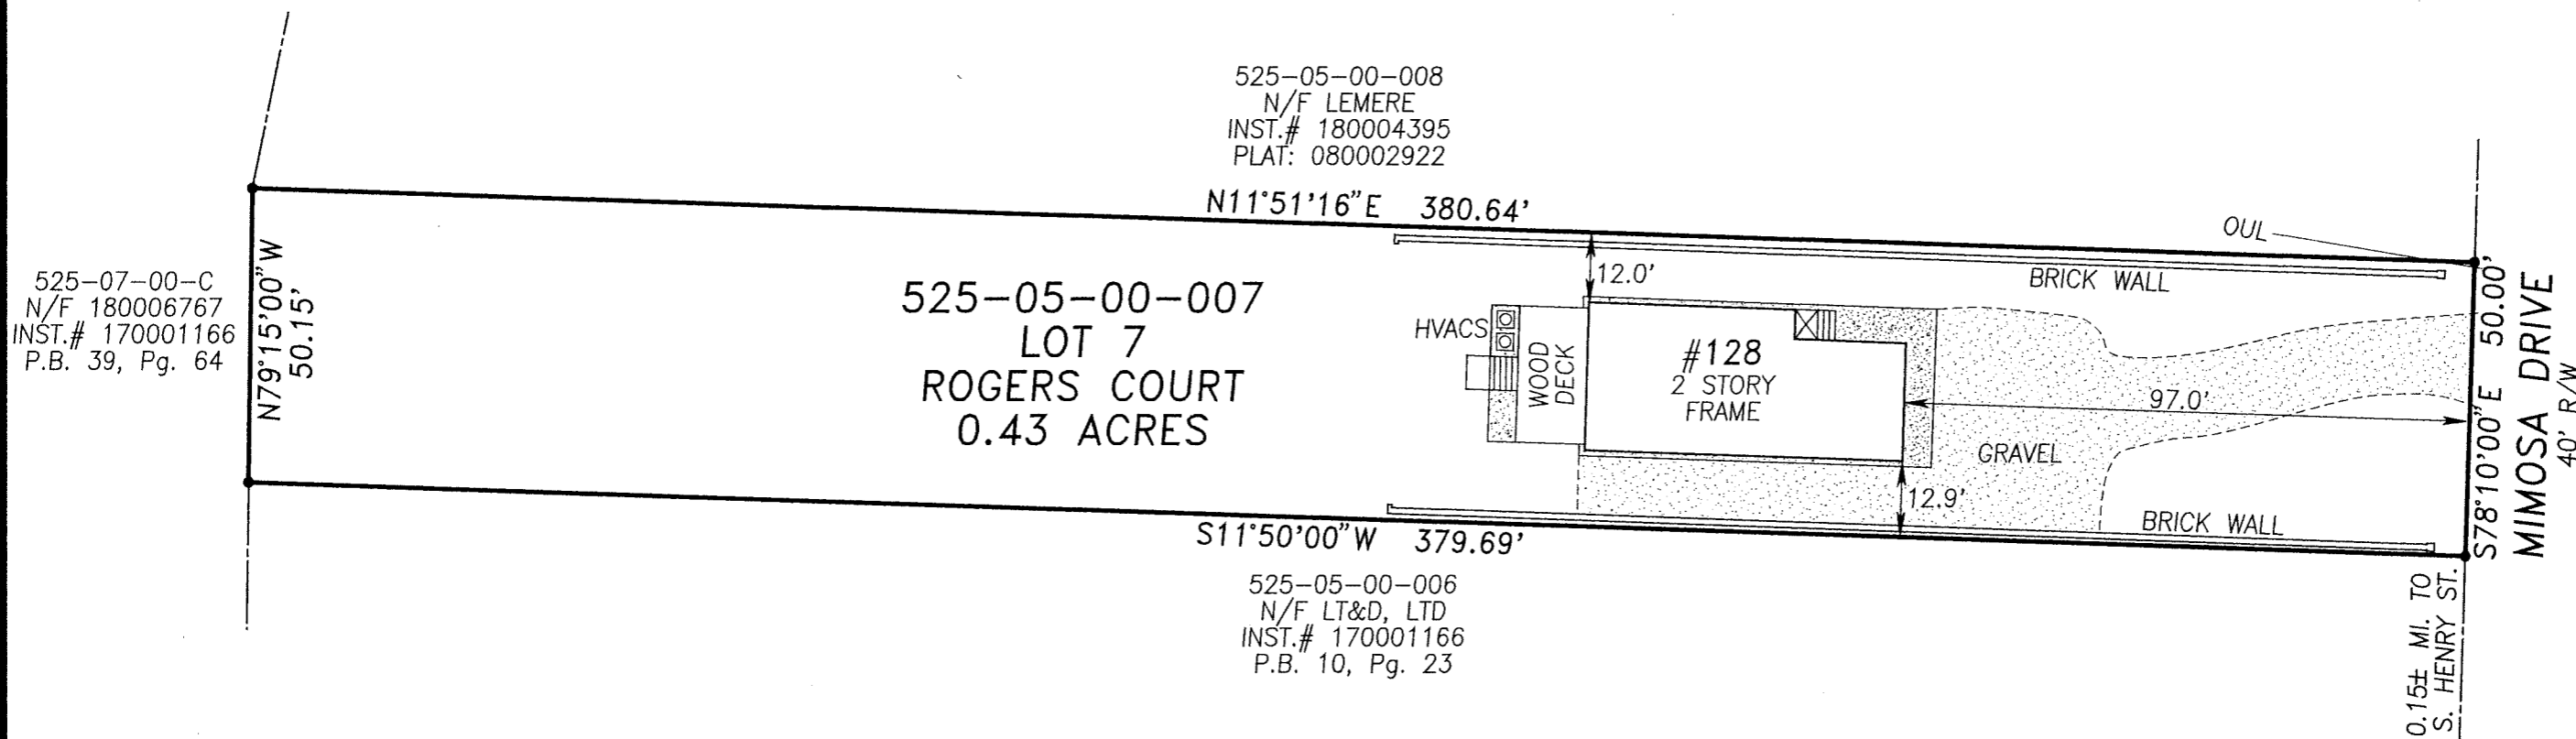 525-05-00-008
N/F LEMERE
INST.# 180004395
PLAT: 080002922
N11°51'16"E 380.64'
OUL
BRICK WALL
12.0'
525-07-00-C
N/F 180006767
INST.# 170001166
P.B. 39, Pg. 64
N79°15'00"W
50.15'
525-05-00-007
LOT 7
ROGERS COURT
0.43 ACRES
HVACS
WOOD
DECK
#128
2 STORY
FRAME
97.0'
GRAVEL
12.9'
BRICK WALL
S78°10'00"E 50.00'
MIMOSA DRIVE
40' R/W
S11°50'00"W 379.69'
525-05-00-006
N/F LT&D, LTD
INST.# 170001166
P.B. 10, Pg. 23
0.15± MI. TO
S. HENRY ST.